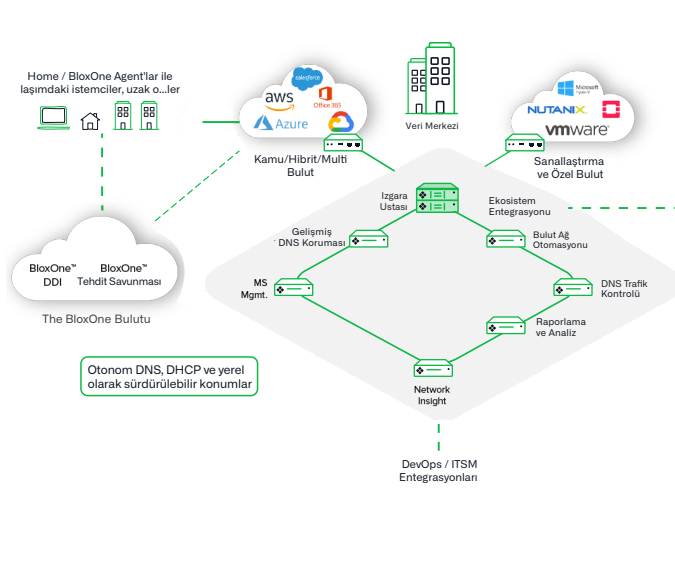 Home / BloxOne Agent'lar ile
laşımdaki istemciler, uzak o...ler
salesforce
aws
Office 365
Azure
Kamu/Hibrit/Multi
Bulut
Veri Merkezi
Microsoft
Hyper-V
NUTANIX
vmware
Sanallaştırma
ve Özel Bulut
Izgara
Ustası
Ekosistem
Entegrasyonu
Gelişmiş
DNS Koruması
Bulut Ağ
Otomasyonu
BloxOne™
DDI
BloxOne™
Tehdit Savunması
MS
Mgmt.
DNS Trafik
Kontrolü
The BloxOne Bulutu
Raporlama
ve Analiz
Otonom DNS, DHCP ve yerel
olarak sürdürülebilir konumlar
Network
Insight
DevOps / ITSM
Entegrasyonları